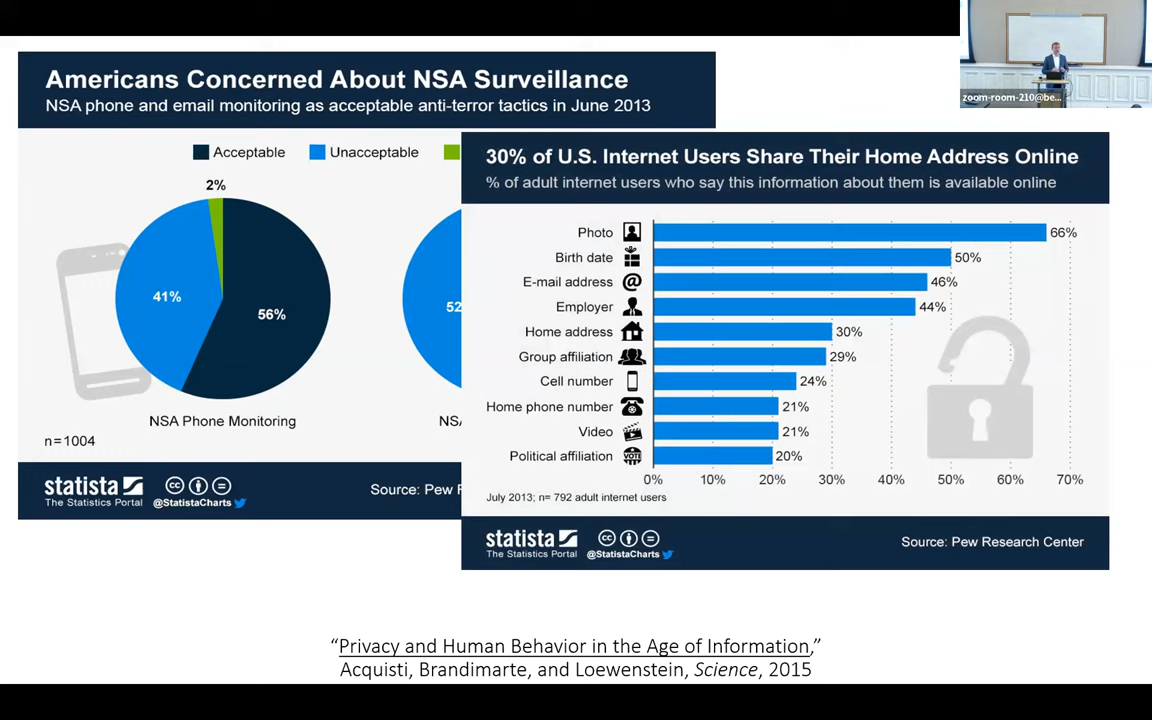 zoom-room-210@be...
Americans Concerned About NSA Surveillance
NSA phone and email monitoring as acceptable anti-terror tactics in June 2013
Acceptable
Unacceptable
2%
41%
56%
NSA Phone Monitoring
n=1004
statista
The Statistics Portal
@StatistaCharts
Source: Pew
30% of U.S. Internet Users Share Their Home Address Online
% of adult internet users who say this information about them is available online
Photo 66%
Birth date 50%
E-mail address @ 46%
Employer 44%
Home address 30%
Group affiliation 29%
Cell number 24%
Home phone number 21%
Video 21%
Political affiliation VOTE 20%
0% 10% 20% 30% 40% 50% 60% 70%
July 2013; n= 792 adult internet users
statista
The Statistics Portal
@StatistaCharts
Source: Pew Research Center
“Privacy and Human Behavior in the Age of Information,”
Acquisti, Brandimarte, and Loewenstein, Science, 2015